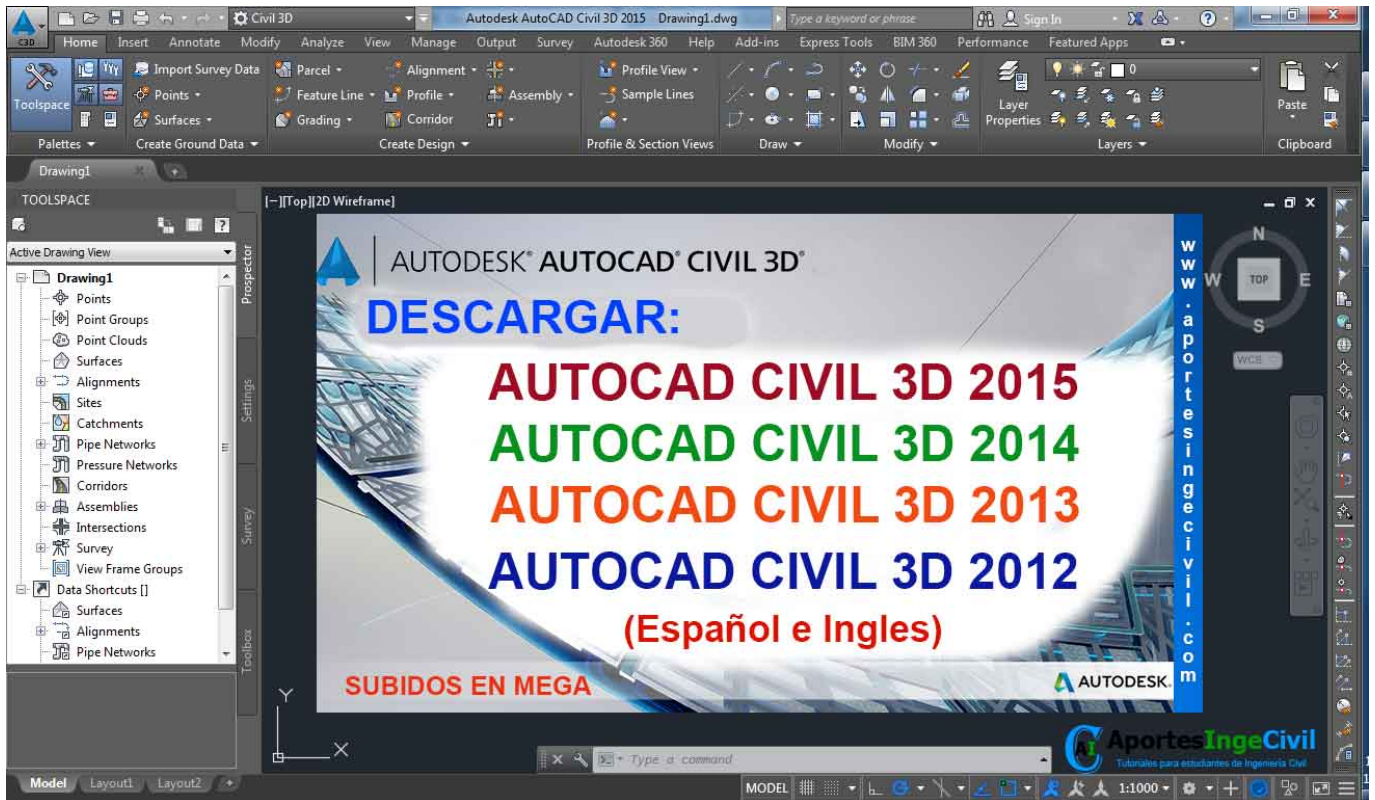 Civil 3D
Autodesk AutoCAD Civil 3D 2015 Drawing1.dwg
Type a keyword or phrase
Sign In
C3D
Home Insert Annotate Modify Analyze View Manage Output Survey Autodesk 360 Help Add-ins Express Tools BIM 360 Performance Featured Apps
Toolspace
Import Survey Data
Points
Surfaces
Parcel
Feature Line
Grading
Alignment
Profile
Corridor
Assembly
Profile View
Sample Lines
Layer
Properties
0
Paste
Palettes
Create Ground Data
Create Design
Profile & Section Views
Draw
Modify
Layers
Clipboard
Drawing1
TOOLSPACE
Active Drawing View
Drawing1
Points
Point Groups
Point Clouds
Surfaces
Alignments
Sites
Catchments
Pipe Networks
Pressure Networks
Corridors
Assemblies
Intersections
Survey
View Frame Groups
Data Shortcuts []
Surfaces
Alignments
Pipe Networks
Prospector
Settings
Survey
Toolbox
[–][Top][2D Wireframe]
AUTODESK® AUTOCAD® CIVIL 3D®
DESCARGAR:
AUTOCAD CIVIL 3D 2015
AUTOCAD CIVIL 3D 2014
AUTOCAD CIVIL 3D 2013
AUTOCAD CIVIL 3D 2012
(Español e Ingles)
SUBIDOS EN MEGA
AUTODESK.
www.aportesingecivil.com
N
W
TOP
E
S
WCS
Y
X
Type a command
AI
AportesIngeCivil
Tutoriales para estudiantes de Ingeniería Civil
Model Layout1 Layout2
MODEL
1:1000